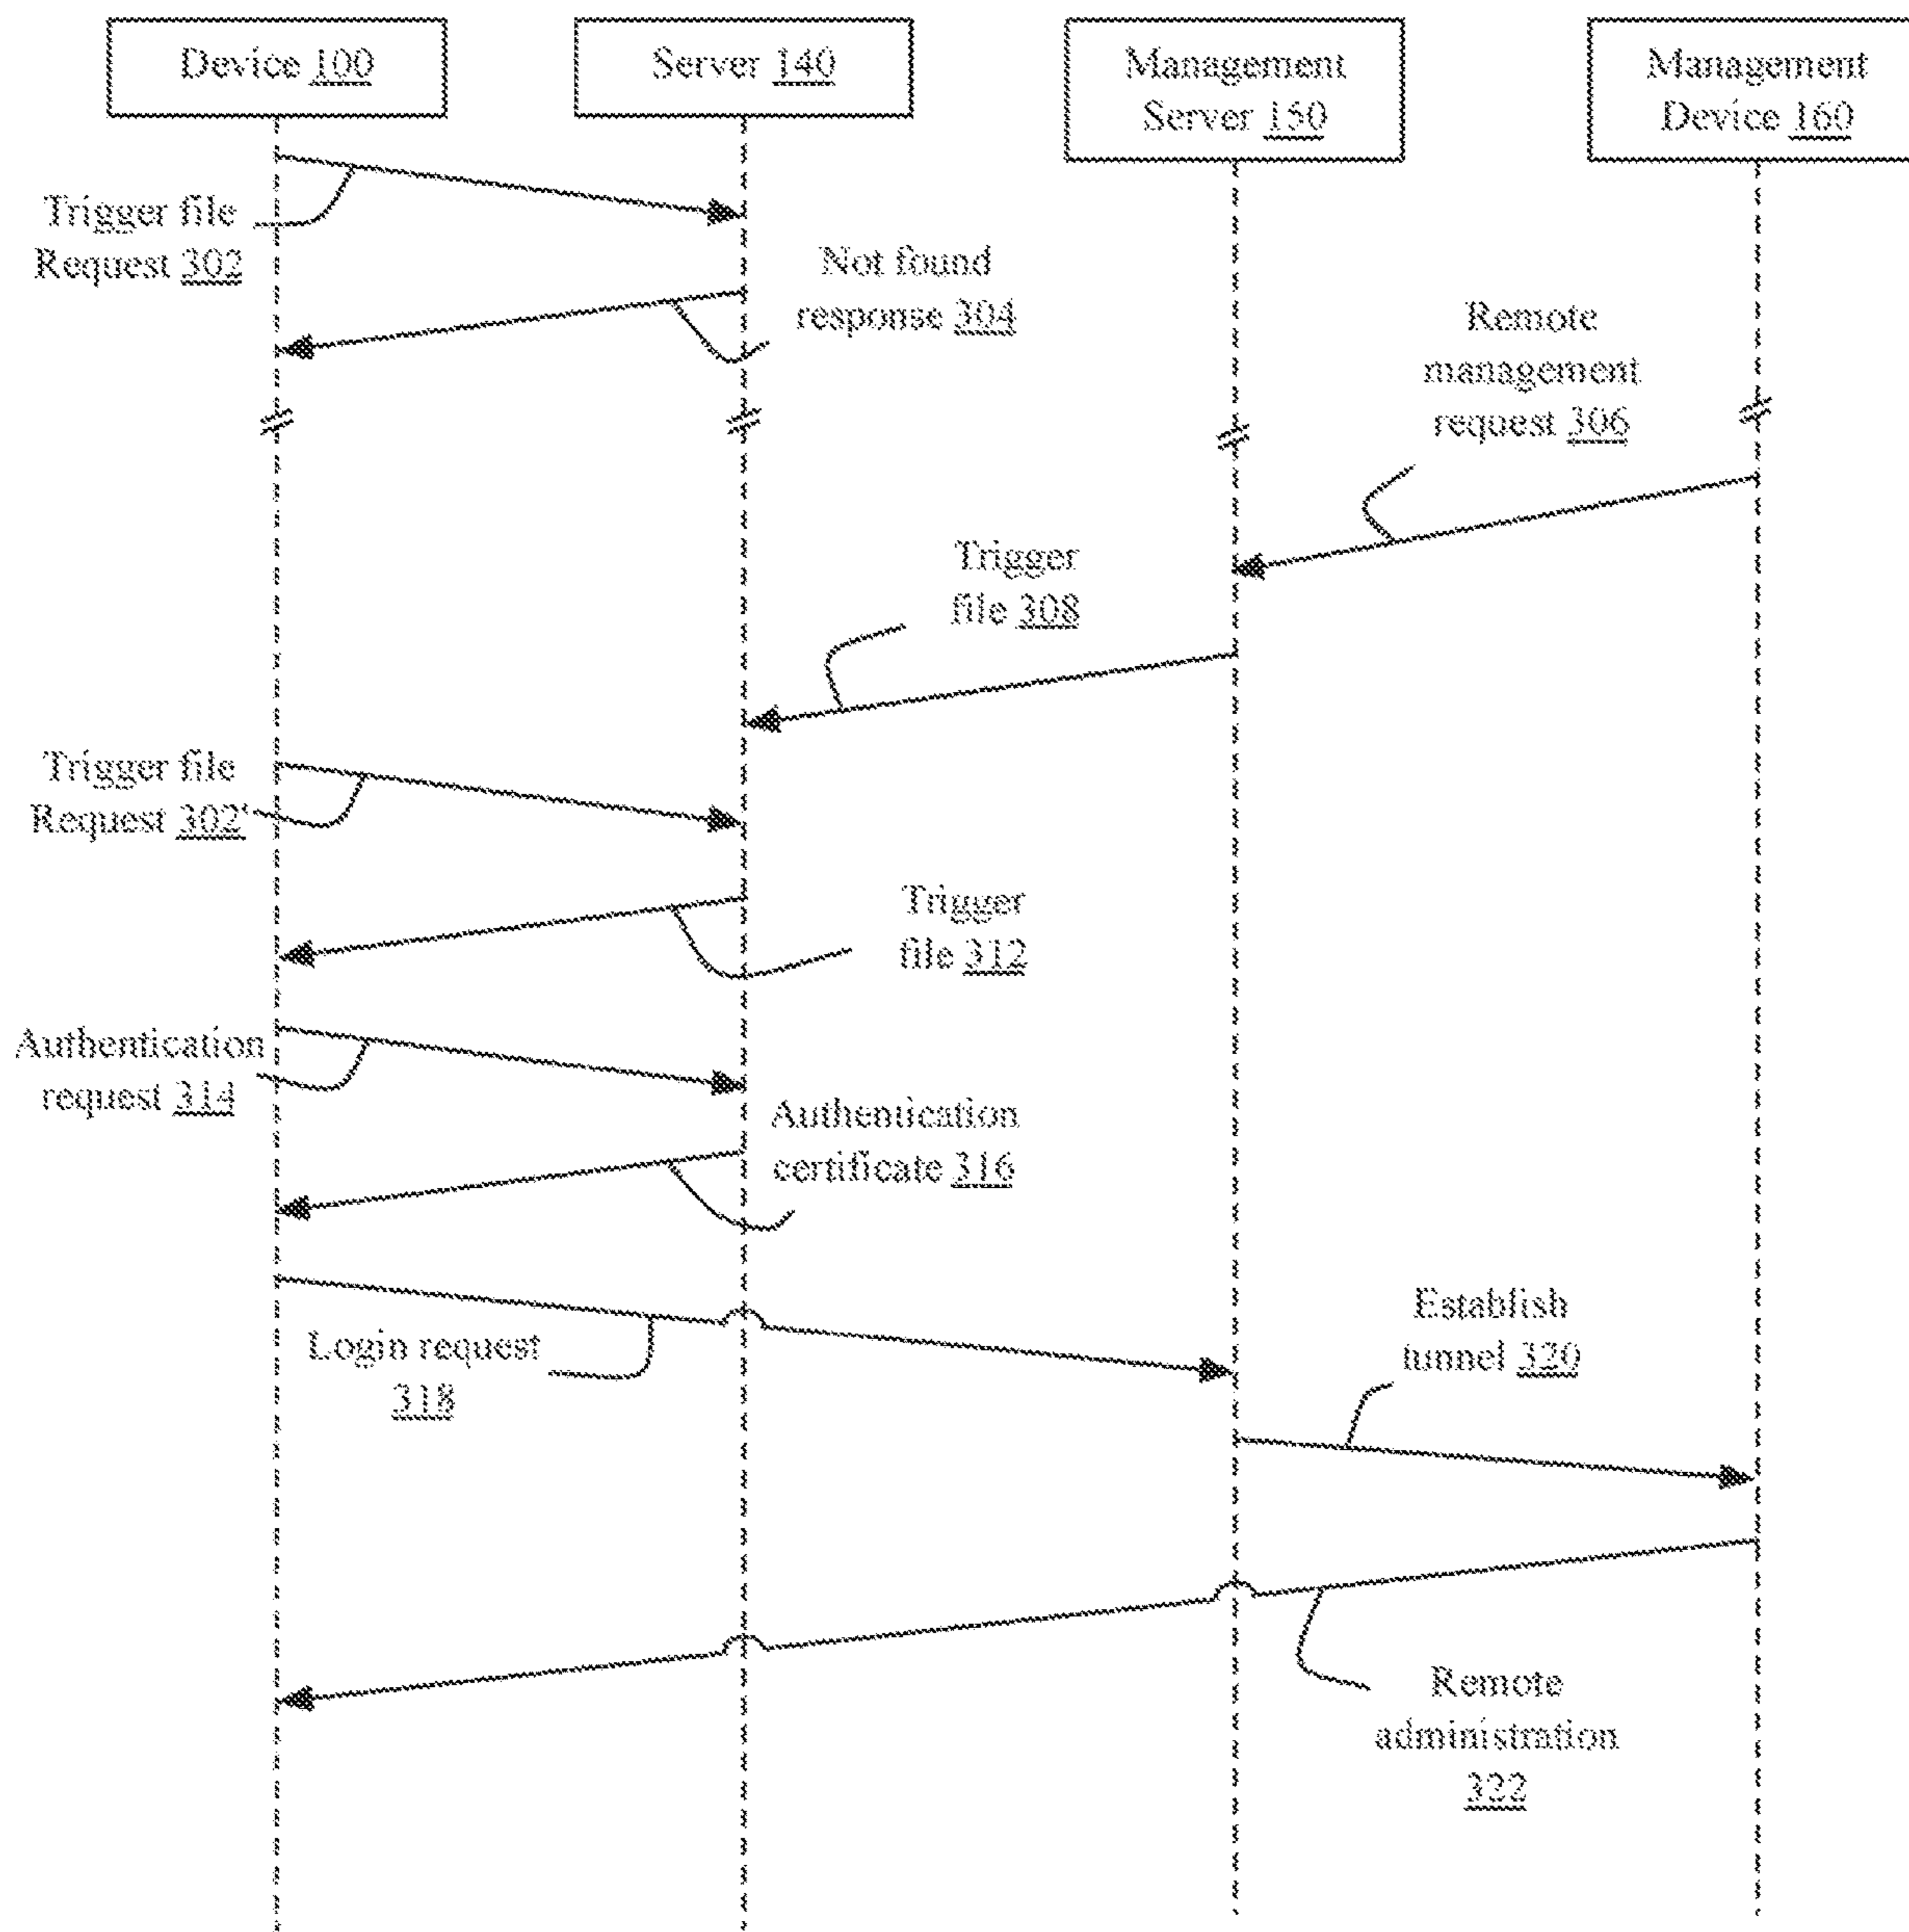 Device 100
Server 140
Management
Server 150
Management
Device 160
Trigger file
Request 302
Not found
response 304
Remote
management
request 306
Trigger
file 308
Trigger file
Request 302'
Trigger
file 312
Authentication
request 314
Authentication
certificate 316
Login request
318
Establish
tunnel 320
Remote
administration
322